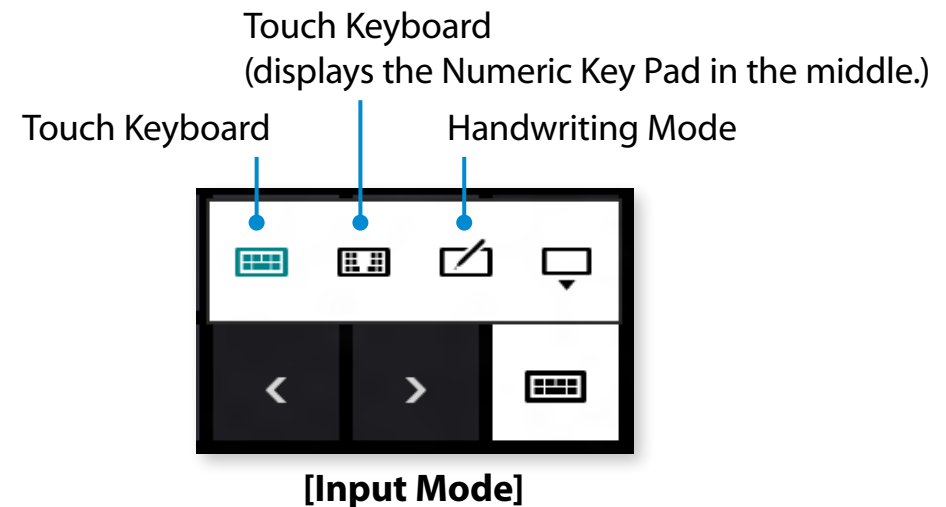 Touch Keyboard
(displays the Numeric Key Pad in the middle.)
Touch Keyboard
Handwriting Mode
[Input Mode]